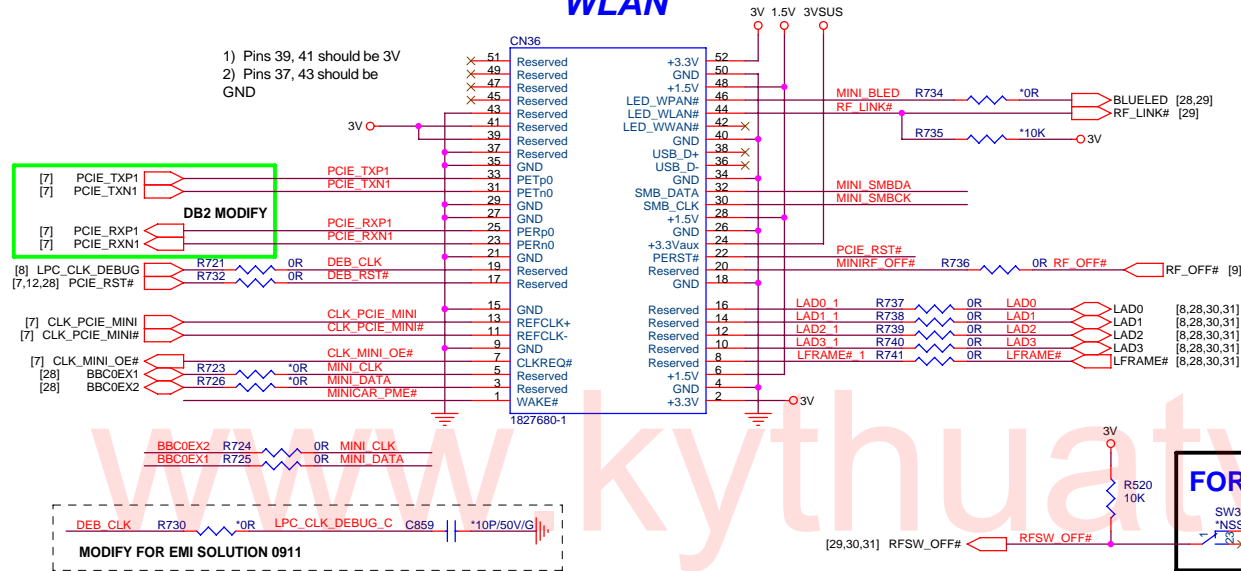 WLAN
3V 1.5V 3VSUS
CN36
1) Pins 39, 41 should be 3V
2) Pins 37, 43 should be
GND
51 Reserved +3.3V 52
49 Reserved GND 50
47 Reserved +1.5V 48
45 Reserved LED_WPAN# 46 MINI_BLED R734 *0R BLUELED [28,29]
43 Reserved LED_WLAN# 44 RF_LINK# RF_LINK# [29]
3V 41 Reserved LED_WWAN# 42
39 Reserved GND 40 R735 *10K 3V
37 Reserved USB_D+ 38
35 GND USB_D- 36
[7] PCIE_TXP1 PCIE_TXP1 33 PETp0 GND 34
[7] PCIE_TXN1 PCIE_TXN1 31 PETn0 SMB_DATA 32 MINI_SMBDA
29 GND SMB_CLK 30 MINI_SMBCK
DB2 MODIFY
27 GND +1.5V 28
[7] PCIE_RXP1 PCIE_RXP1 25 PERp0 GND 26
[7] PCIE_RXN1 PCIE_RXN1 23 PERn0 +3.3Vaux 24
21 GND PERST# 22 PCIE_RST#
[8] LPC_CLK_DEBUG R721 0R DEB_CLK 19 Reserved Reserved 20 MINIRF_OFF# R736 0R RF_OFF# RF_OFF# [9]
[7,12,28] PCIE_RST# R732 0R DEB_RST# 17 Reserved GND 18
15 GND Reserved 16 LAD0_1 R737 0R LAD0 LAD0 [8,28,30,31]
[7] CLK_PCIE_MINI CLK_PCIE_MINI 13 REFCLK+ Reserved 14 LAD1_1 R738 0R LAD1 LAD1 [8,28,30,31]
[7] CLK_PCIE_MINI# CLK_PCIE_MINI# 11 REFCLK- Reserved 12 LAD2_1 R739 0R LAD2 LAD2 [8,28,30,31]
9 GND Reserved 10 LAD3_1 R740 0R LAD3 LAD3 [8,28,30,31]
[7] CLK_MINI_OE# CLK_MINI_OE# 7 CLKREQ# Reserved 8 LFRAME#_1 R741 0R LFRAME# LFRAME# [8,28,30,31]
[28] BBC0EX1 R723 *0R MINI_CLK 5 Reserved +1.5V 6
[28] BBC0EX2 R726 *0R MINI_DATA 3 Reserved GND 4
MINICAR_PME# 1 WAKE# +3.3V 2 3V
1827680-1
www.kythuatv
BBC0EX2 R724 0R MINI_CLK
BBC0EX1 R725 0R MINI_DATA
DEB_CLK R730 *0R LPC_CLK_DEBUG_C C859 *10P/50V/G
MODIFY FOR EMI SOLUTION 0911
3V
R520
10K
[29,30,31] RFSW_OFF# RFSW_OFF#
FOR
SW3
*NSS
1
23